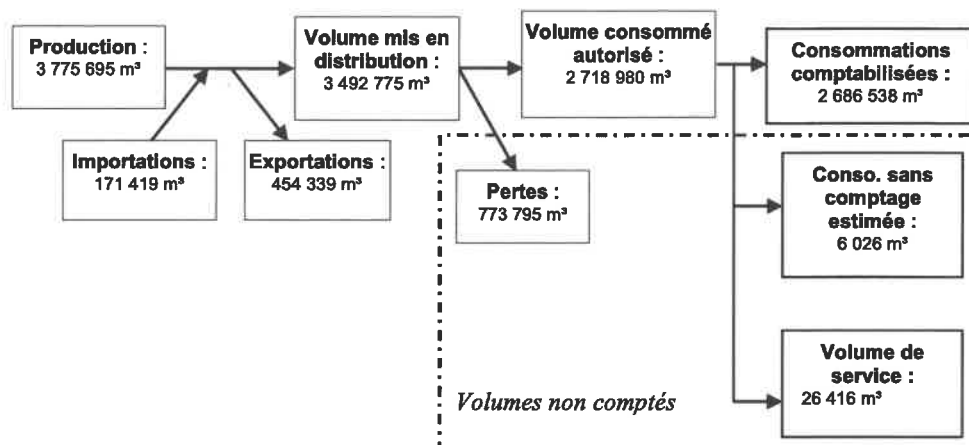 Production :
3 775 695 m³
Volume mis en
distribution :
3 492 775 m³
Volume consommé
autorisé :
2 718 980 m³
Consommations
comptabilisées :
2 686 538 m³
Importations :
171 419 m³
Exportations :
454 339 m³
Pertes :
773 795 m³
Conso. sans
comptage
estimée :
6 026 m³
Volume de
service :
26 416 m³
Volumes non comptés